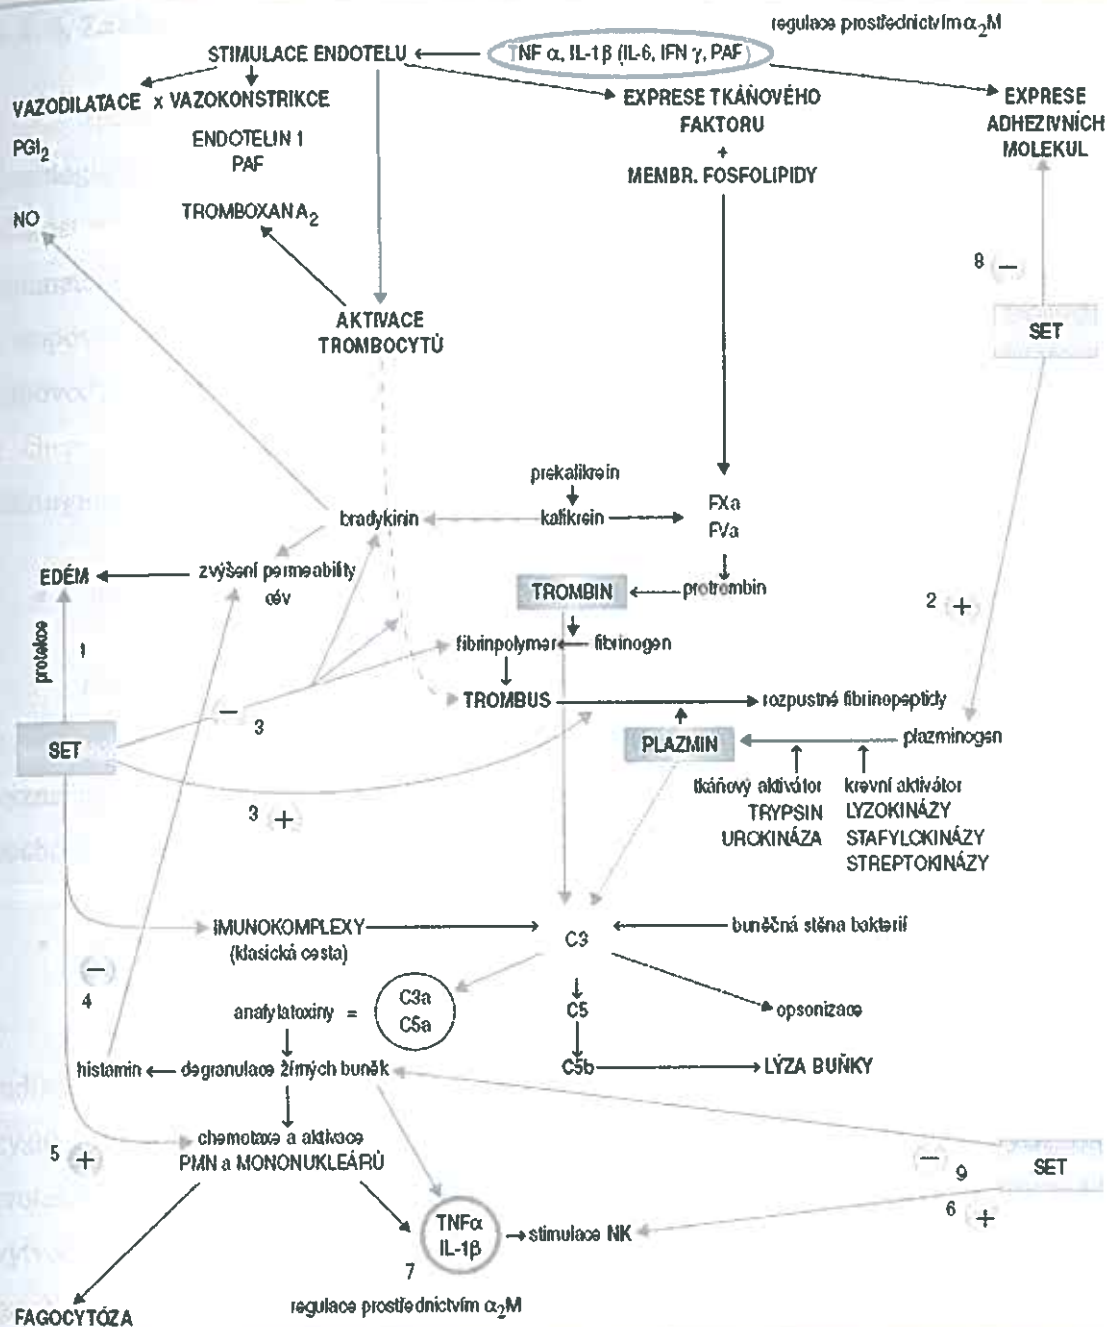 regulace prostřednictvím α₂M
STIMULACE ENDOTELU
TNF α, IL-1β (IL-6, IFN γ, PAF)
VAZODILATACE x VAZOKONSTRIKCE
EXPRESE TKÁŇOVÉHO
FAKTORU
+
MEMBR. FOSFOLIPIDY
EXPRESE
ADHEZIVNÍCH
MOLEKUL
PGI₂
ENDOTELIN 1
PAF
NO
TROMBOXAN A₂
8 (−)
SET
AKTIVACE
TROMBOCYTŮ
prekalikrein
bradykinin
kalikrein
FXa
FVa
EDÉM
zvýšení permeability
cév
TROMBIN
protrombin
2 (+)
protekce
1
fibrinpolymer
fibrinogen
(−) 3
TROMBUS
rozpustné fibrinopeptidy
SET
PLAZMIN
plazminogen
3 (+)
tkáňový aktivátor
TRYPSIN
UROKINÁZA
krevní aktivátor
LYZOKINÁZY
STAFYLOKINÁZY
STREPTOKINÁZY
IMUNOKOMPLEXY
(klasická cesta)
C3
buněčná stěna bakterií
(−)
4
anafylatoxiny =
C3a
C5a
C5
opsonizace
histamin
degranulace žírných buněk
C5b
LÝZA BUŇKY
5 (+)
chemotaxe a aktivace
PMN a MONONUKLEÁRŮ
(−) 9
SET
6 (+)
TNFα
IL-1β
stimulace NK
7
regulace prostřednictvím α₂M
FAGOCYTÓZA